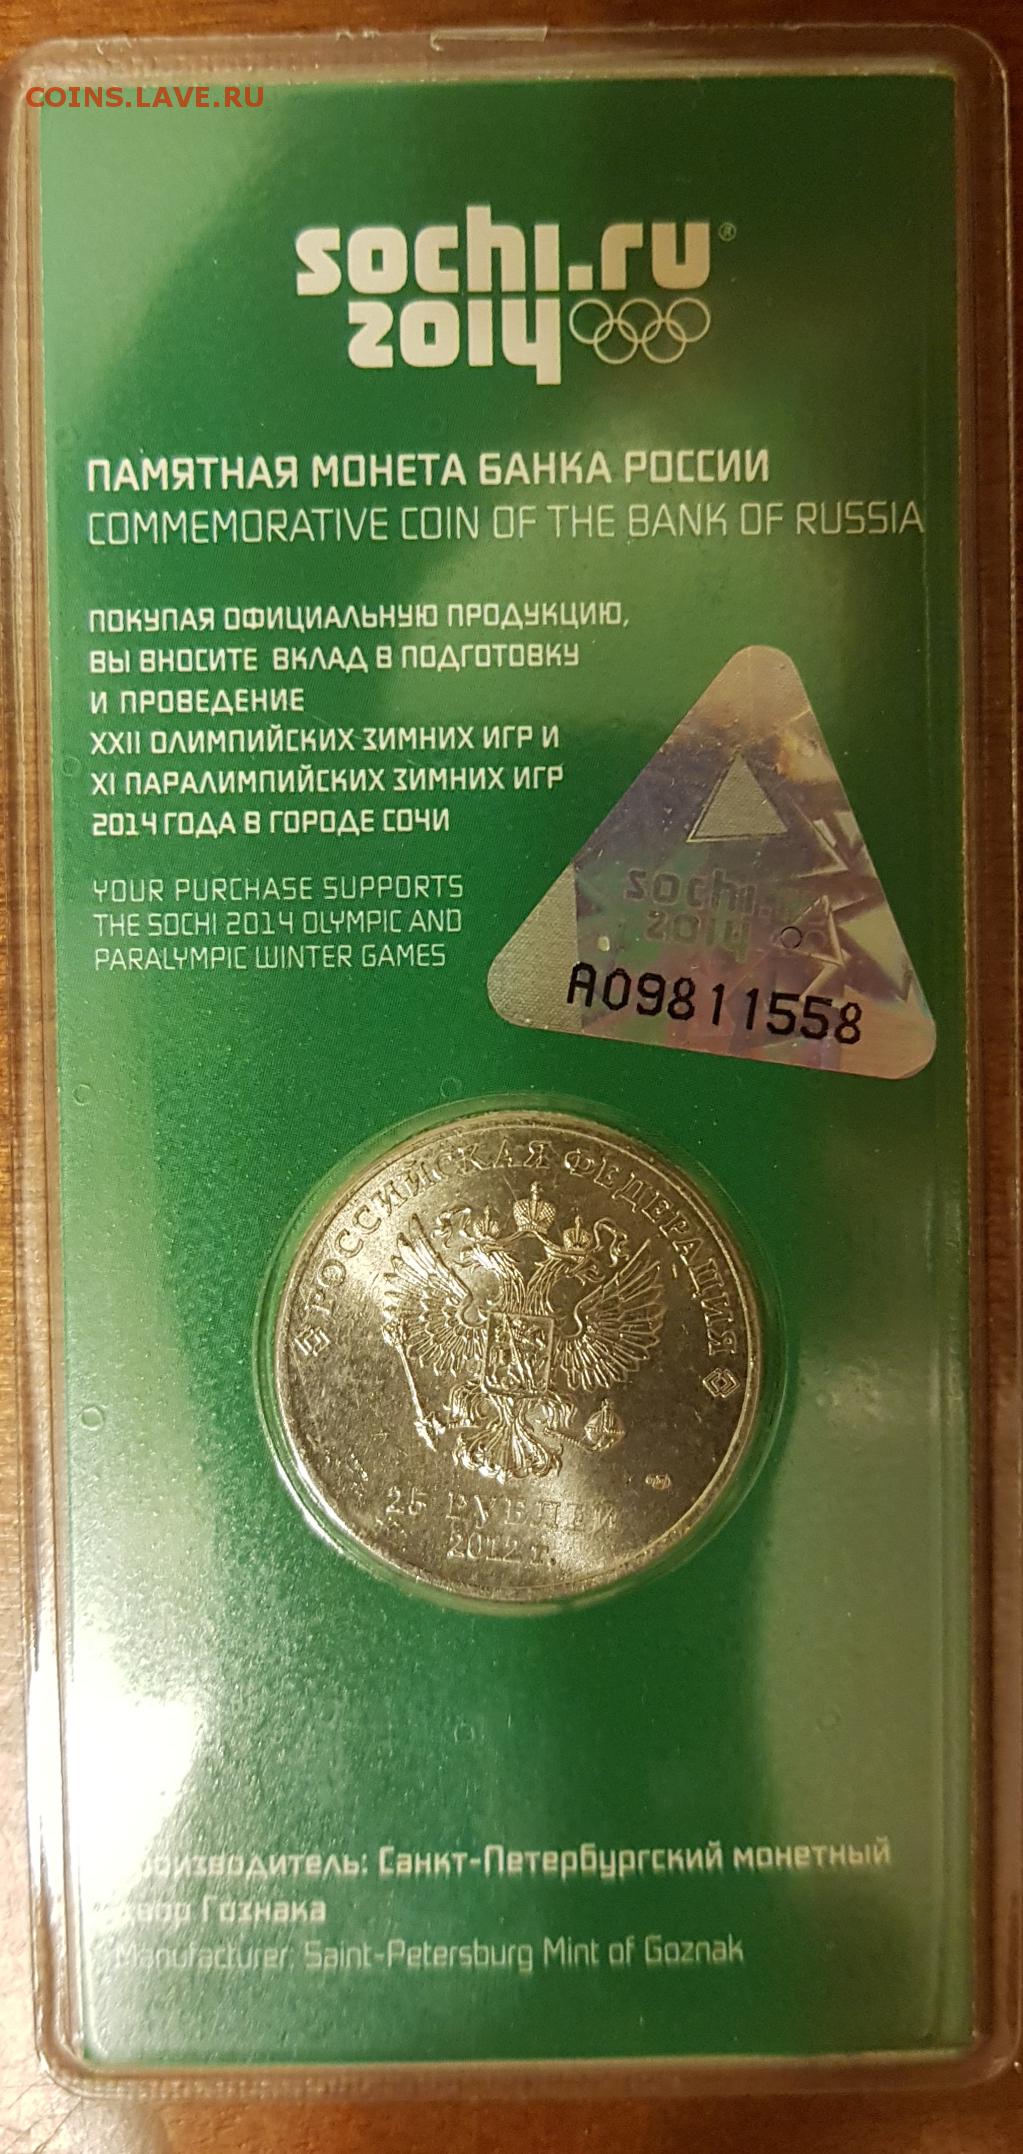 COINS.LAVE.RU
sochi.ru®
2014
ПАМЯТНАЯ МОНЕТА БАНКА РОССИИ
COMMEMORATIVE COIN OF THE BANK OF RUSSIA
ПОКУПАЯ ОФИЦИАЛЬНУЮ ПРОДУКЦИЮ,
ВЫ ВНОСИТЕ ВКЛАД В ПОДГОТОВКУ
И ПРОВЕДЕНИЕ
XXII ОЛИМПИЙСКИХ ЗИМНИХ ИГР И
XI ПАРАЛИМПИЙСКИХ ЗИМНИХ ИГР
2014 ГОДА В ГОРОДЕ СОЧИ
YOUR PURCHASE SUPPORTS
THE SOCHI 2014 OLYMPIC AND
PARALYMPIC WINTER GAMES
sochi.
2014
A09811558
РОССИЙСКАЯ ФЕДЕРАЦИЯ
25 РУБЛЕЙ
2012 г.
Производитель: Санкт-Петербургский монетный
двор Гознака
Manufacturer: Saint-Petersburg Mint of Goznak